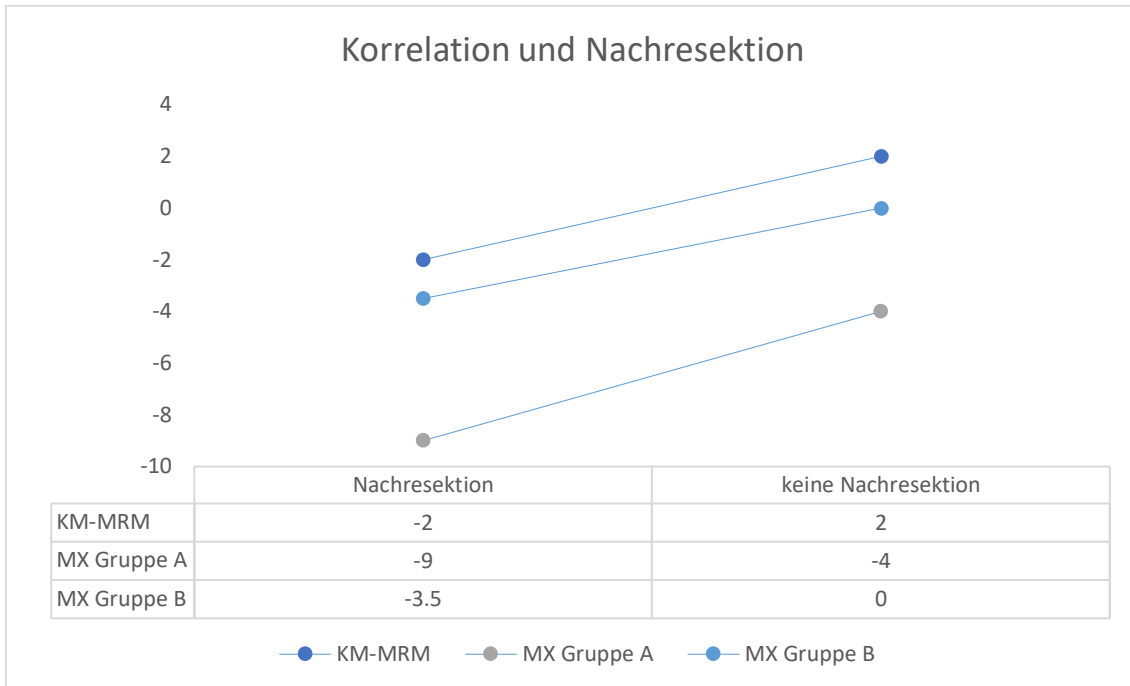 Korrelation und Nachresektion
4
2
0
-2
-4
-6
-8
-10
Nachresektion keine Nachresektion
KM-MRM -2 2
MX Gruppe A -9 -4
MX Gruppe B -3.5 0
KM-MRM MX Gruppe A MX Gruppe B